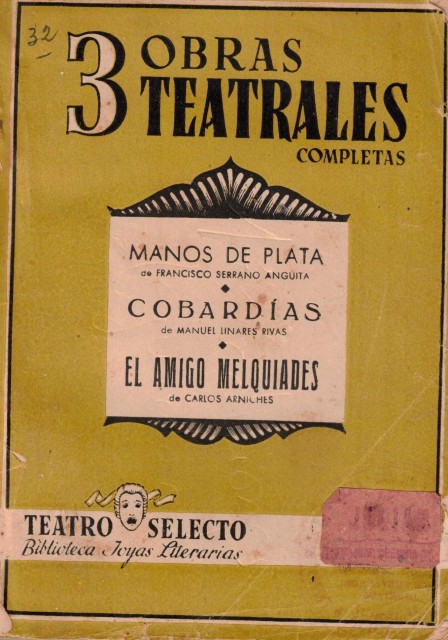 32
3 OBRAS
TEATRALES
COMPLETAS
MANOS DE PLATA
de FRANCISCO SERRANO ANGUITA
COBARDÍAS
de MANUEL LINARES RIVAS
EL AMIGO MELQUIADES
de CARLOS ARNICHES
TEATRO SELECTO
Biblioteca Joyas Literarias